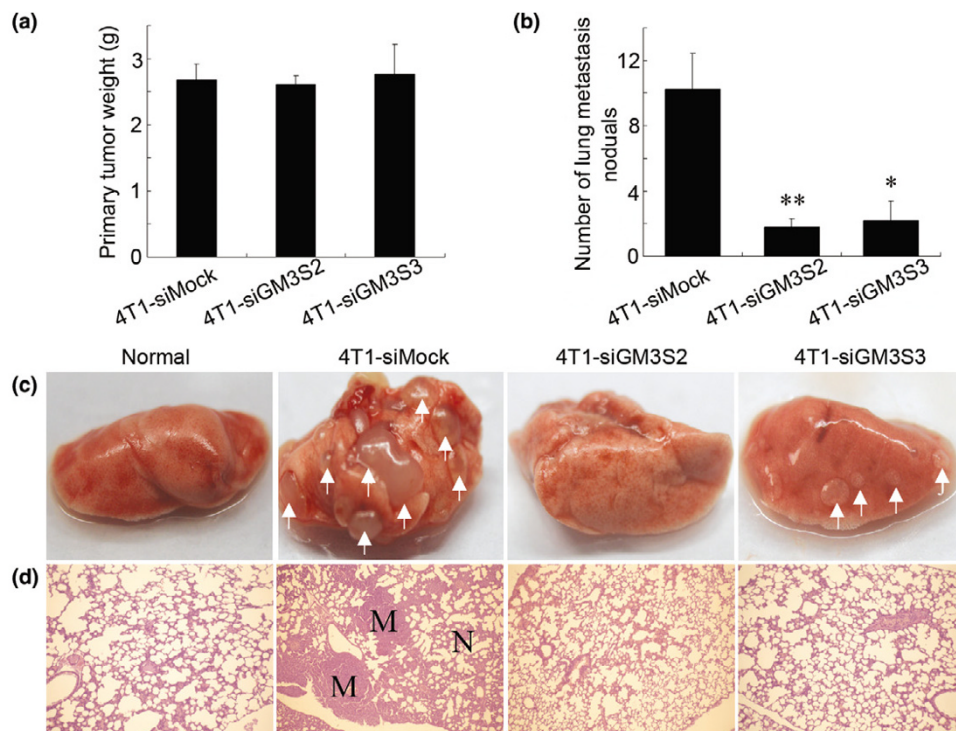 (a)
Primary tumor weight (g)
3
2
1
0
4T1-siMock
4T1-siGM3S2
4T1-siGM3S3
(b)
Number of lung metastasis
noduals
12
8
4
0
**
*
4T1-siMock
4T1-siGM3S2
4T1-siGM3S3
(c)
Normal
4T1-siMock
4T1-siGM3S2
4T1-siGM3S3
(d)
M
M
N